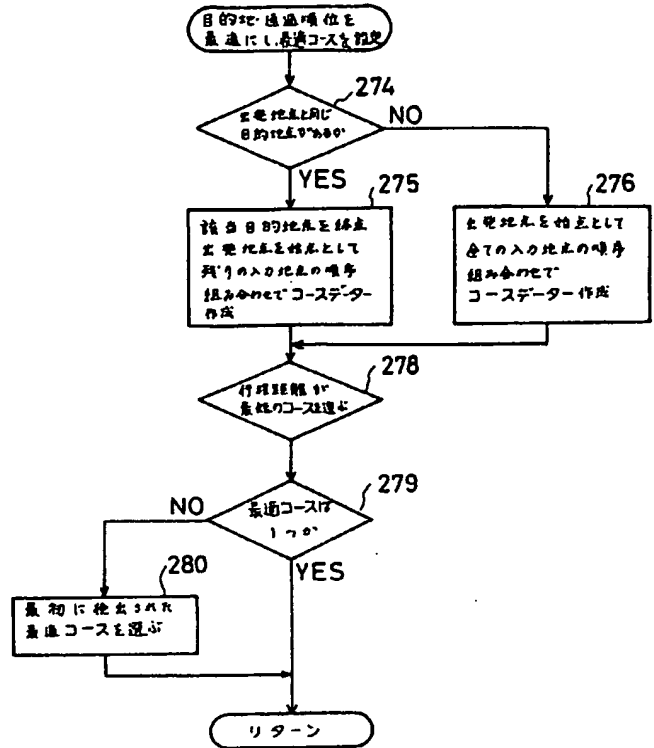 目的地・通過順位を
最適にし、最適コースを設定
274
出発地点と同じ
目的地点があるか
NO
YES
275
該当目的地点を終点
出発地点を始点として
残りの入力地点の順序
組み合わせでコースデーター
作成
276
出発地点を始点として
全ての入力地点の順序
組み合わせで
コースデーター作成
278
行程距離が
最短のコースを選ぶ
279
最適コースは
1つか
NO
YES
280
最初に検出された
最適コースを選ぶ
リターン